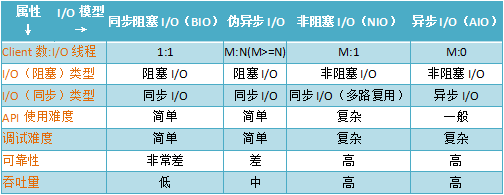 属性 I/O 模型 → 同步阻塞 I/O（BIO） 伪异步 I/O 非阻塞 I/O（NIO） 异步 I/O（AIO）
↓
Client 数:I/O 线程 1:1 M:N(M>=N) M:1 M:0
I/O（阻塞）类型 阻塞 I/O 阻塞 I/O 非阻塞 I/O 非阻塞 I/O
I/O（同步）类型 同步 I/O 同步 I/O 同步 I/O（多路复用） 异步 I/O
API 使用难度 简单 简单 复杂 一般
调试难度 简单 简单 复杂 复杂
可靠性 非常差 差 高 高
吞吐量 低 中 高 高